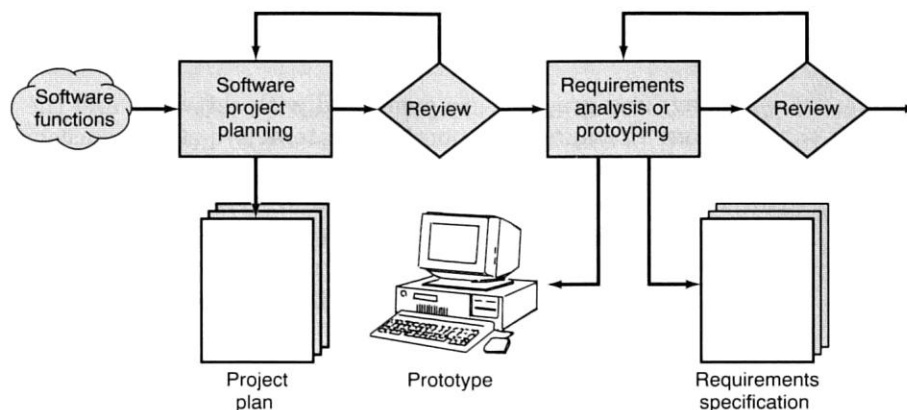 Software
functions
Software
project
planning
Review
Requirements
analysis or
protoyping
Review
Project
plan
Prototype
Requirements
specification